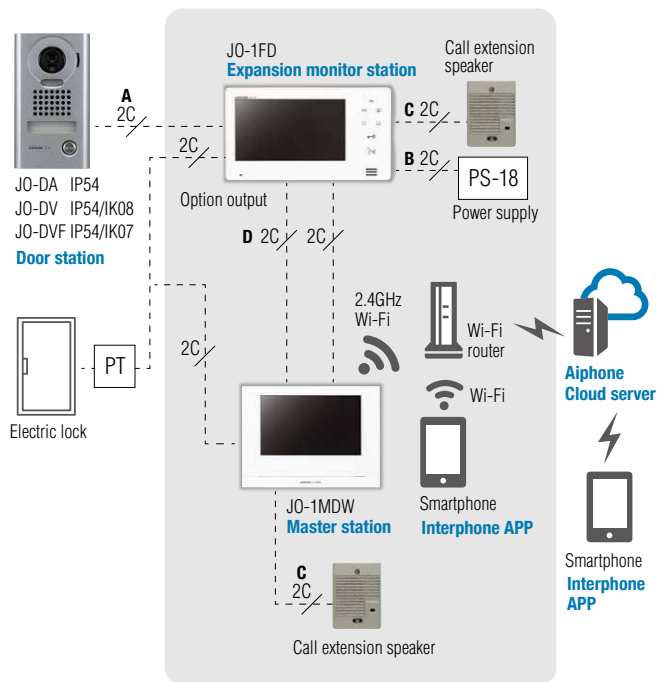 JO-1FD
Expansion monitor station
Call extension
speaker
A
2C
C 2C
2C
B 2C
PS-18
Power supply
JO-DA IP54
JO-DV IP54/IK08
JO-DVF IP54/IK07
Door station
Option output
D 2C
2C
2.4GHz
Wi-Fi
Wi-Fi
router
Aiphone
Cloud server
2C
PT
Wi-Fi
Electric lock
JO-1MDW
Master station
Smartphone
Interphone APP
Smartphone
Interphone
APP
C
2C
Call extension speaker